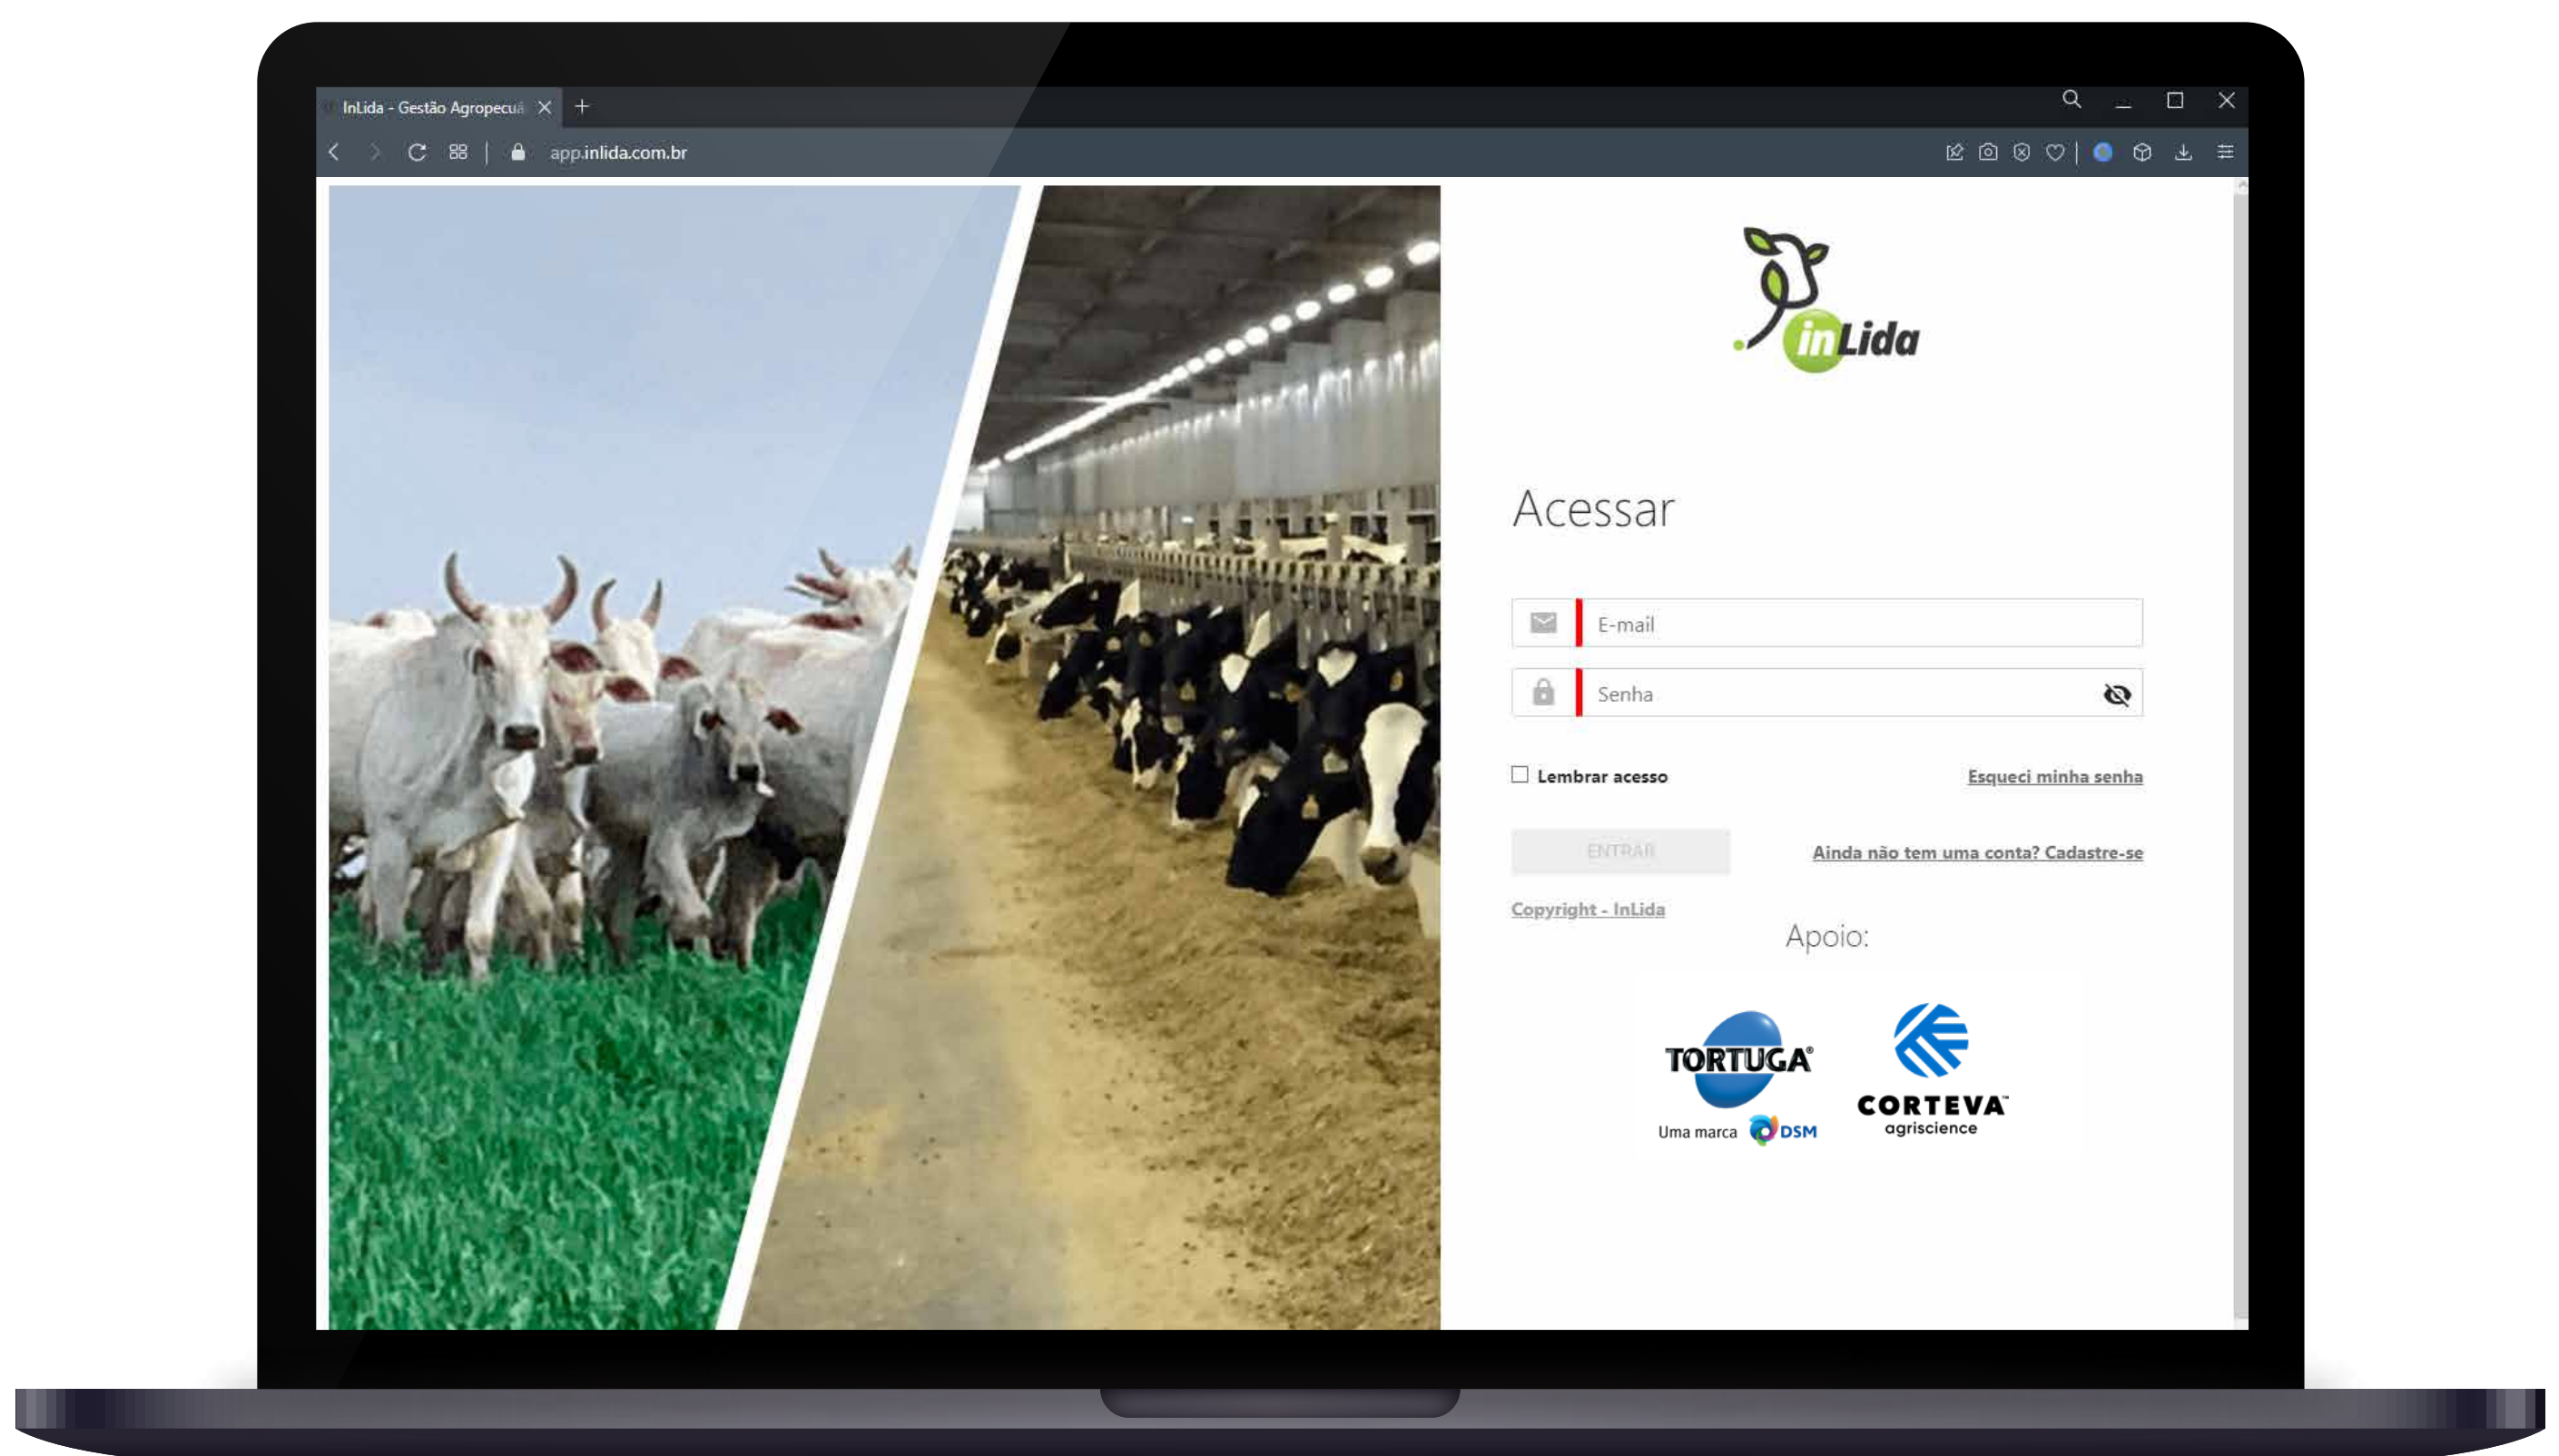 InLida - Gestão Agropecuá
app.inlida.com.br
inLida
Acessar
E-mail
Senha
Lembrar acesso
Esqueci minha senha
ENTRAR
Ainda não tem uma conta? Cadastre-se
Copyright - InLida
Apoio:
TORTUGA®
Uma marca DSM
CORTEVA™
agriscience